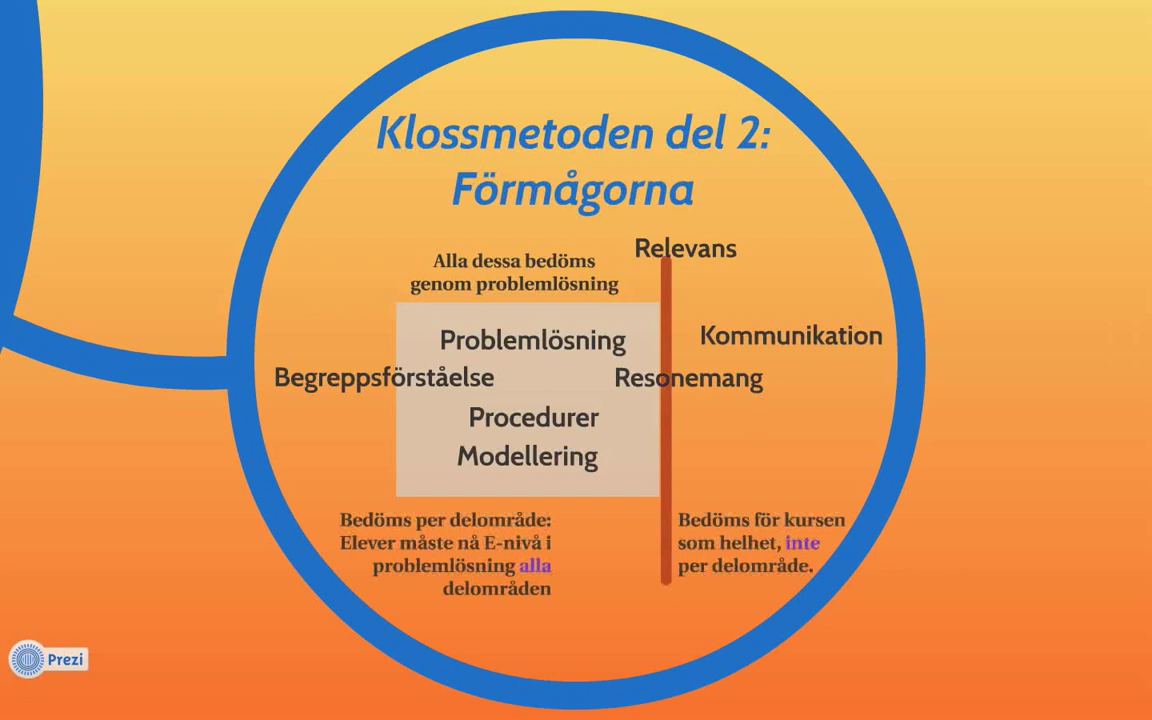 Klossmetoden del 2:
Förmågorna
Relevans
Alla dessa bedöms
genom problemlösning
Problemlösning
Kommunikation
Begreppsförståelse
Resonemang
Procedurer
Modellering
Bedöms per delområde:
Elever måste nå E-nivå i
problemlösning alla
delområden
Bedöms för kursen
som helhet, inte
per delområde.
Prezi